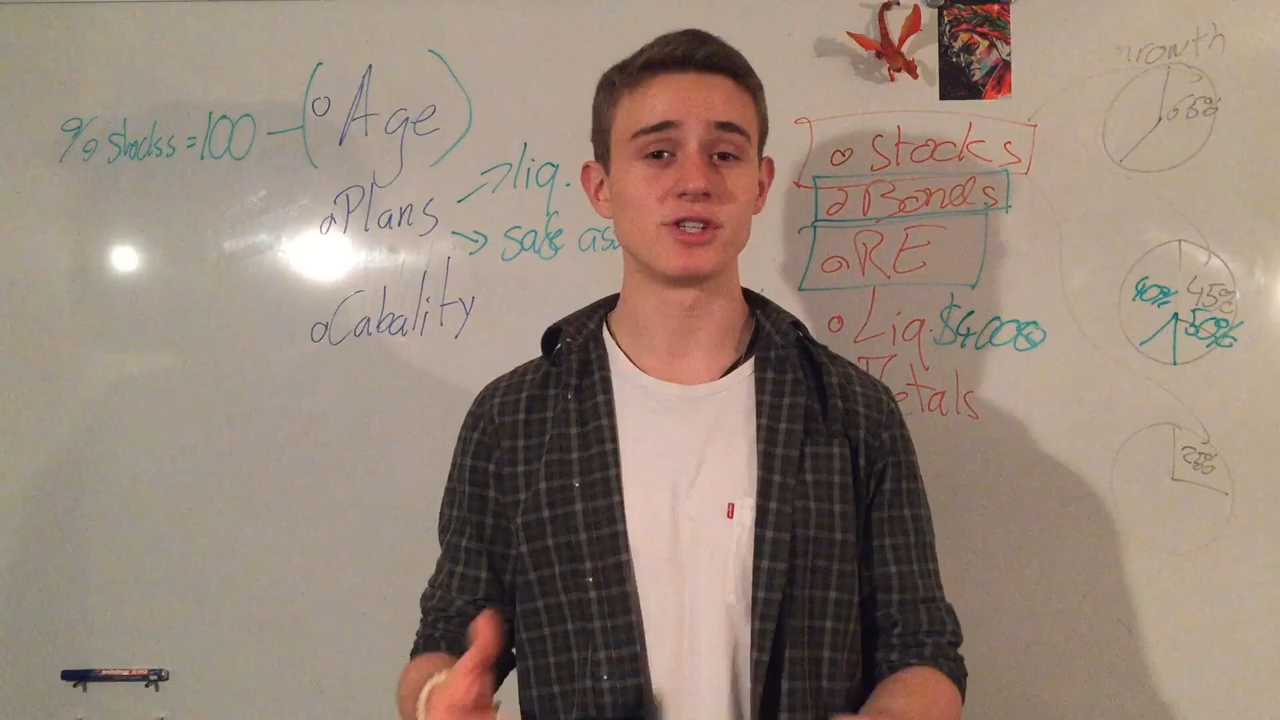 % stockss = 100 - (o Age)
o Plans
→ liq.
→ safe as
o Cabality
o Stocks
o Bonds
o RE
o Liq. $4000
etals
rowth
65%
40% 45%
50%
25%